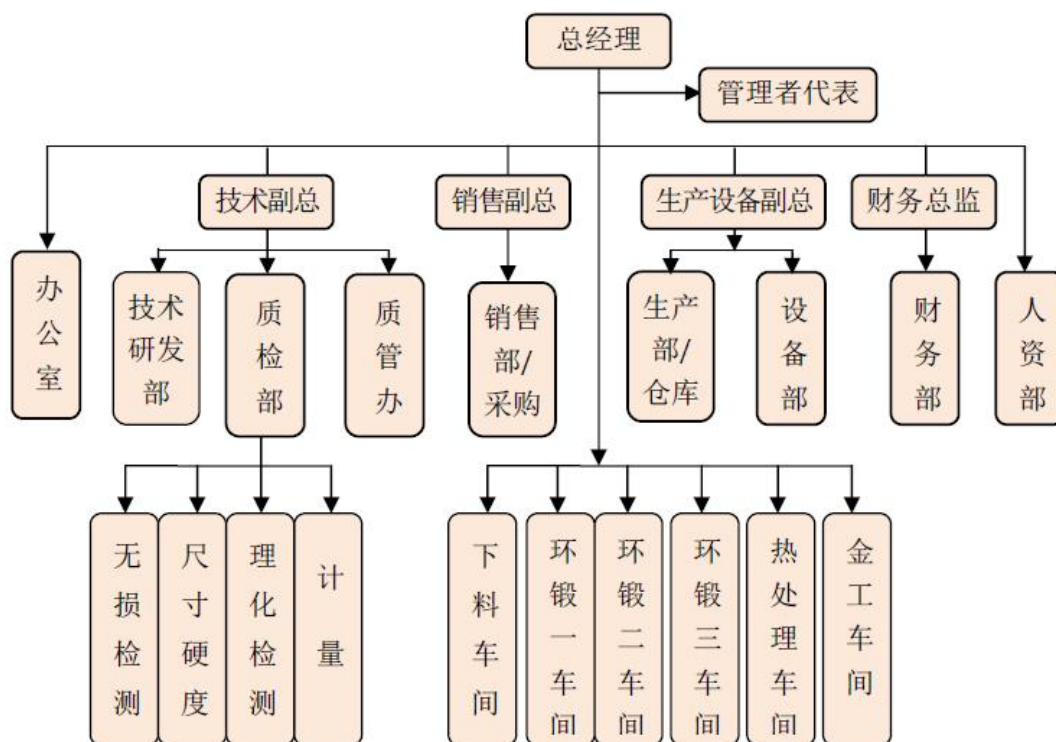 总经理
管理者代表
技术副总
销售副总
生产设备副总
财务总监
办公室
技术
研发
部
质检部
质管办
销售
部/
采购
生产
部/
仓库
设备部
财务部
人资部
无损检测
尺寸硬度
理化检测
计量
下料车间
环锻一车间
环锻二车间
环锻三车间
热处理车间
金工车间